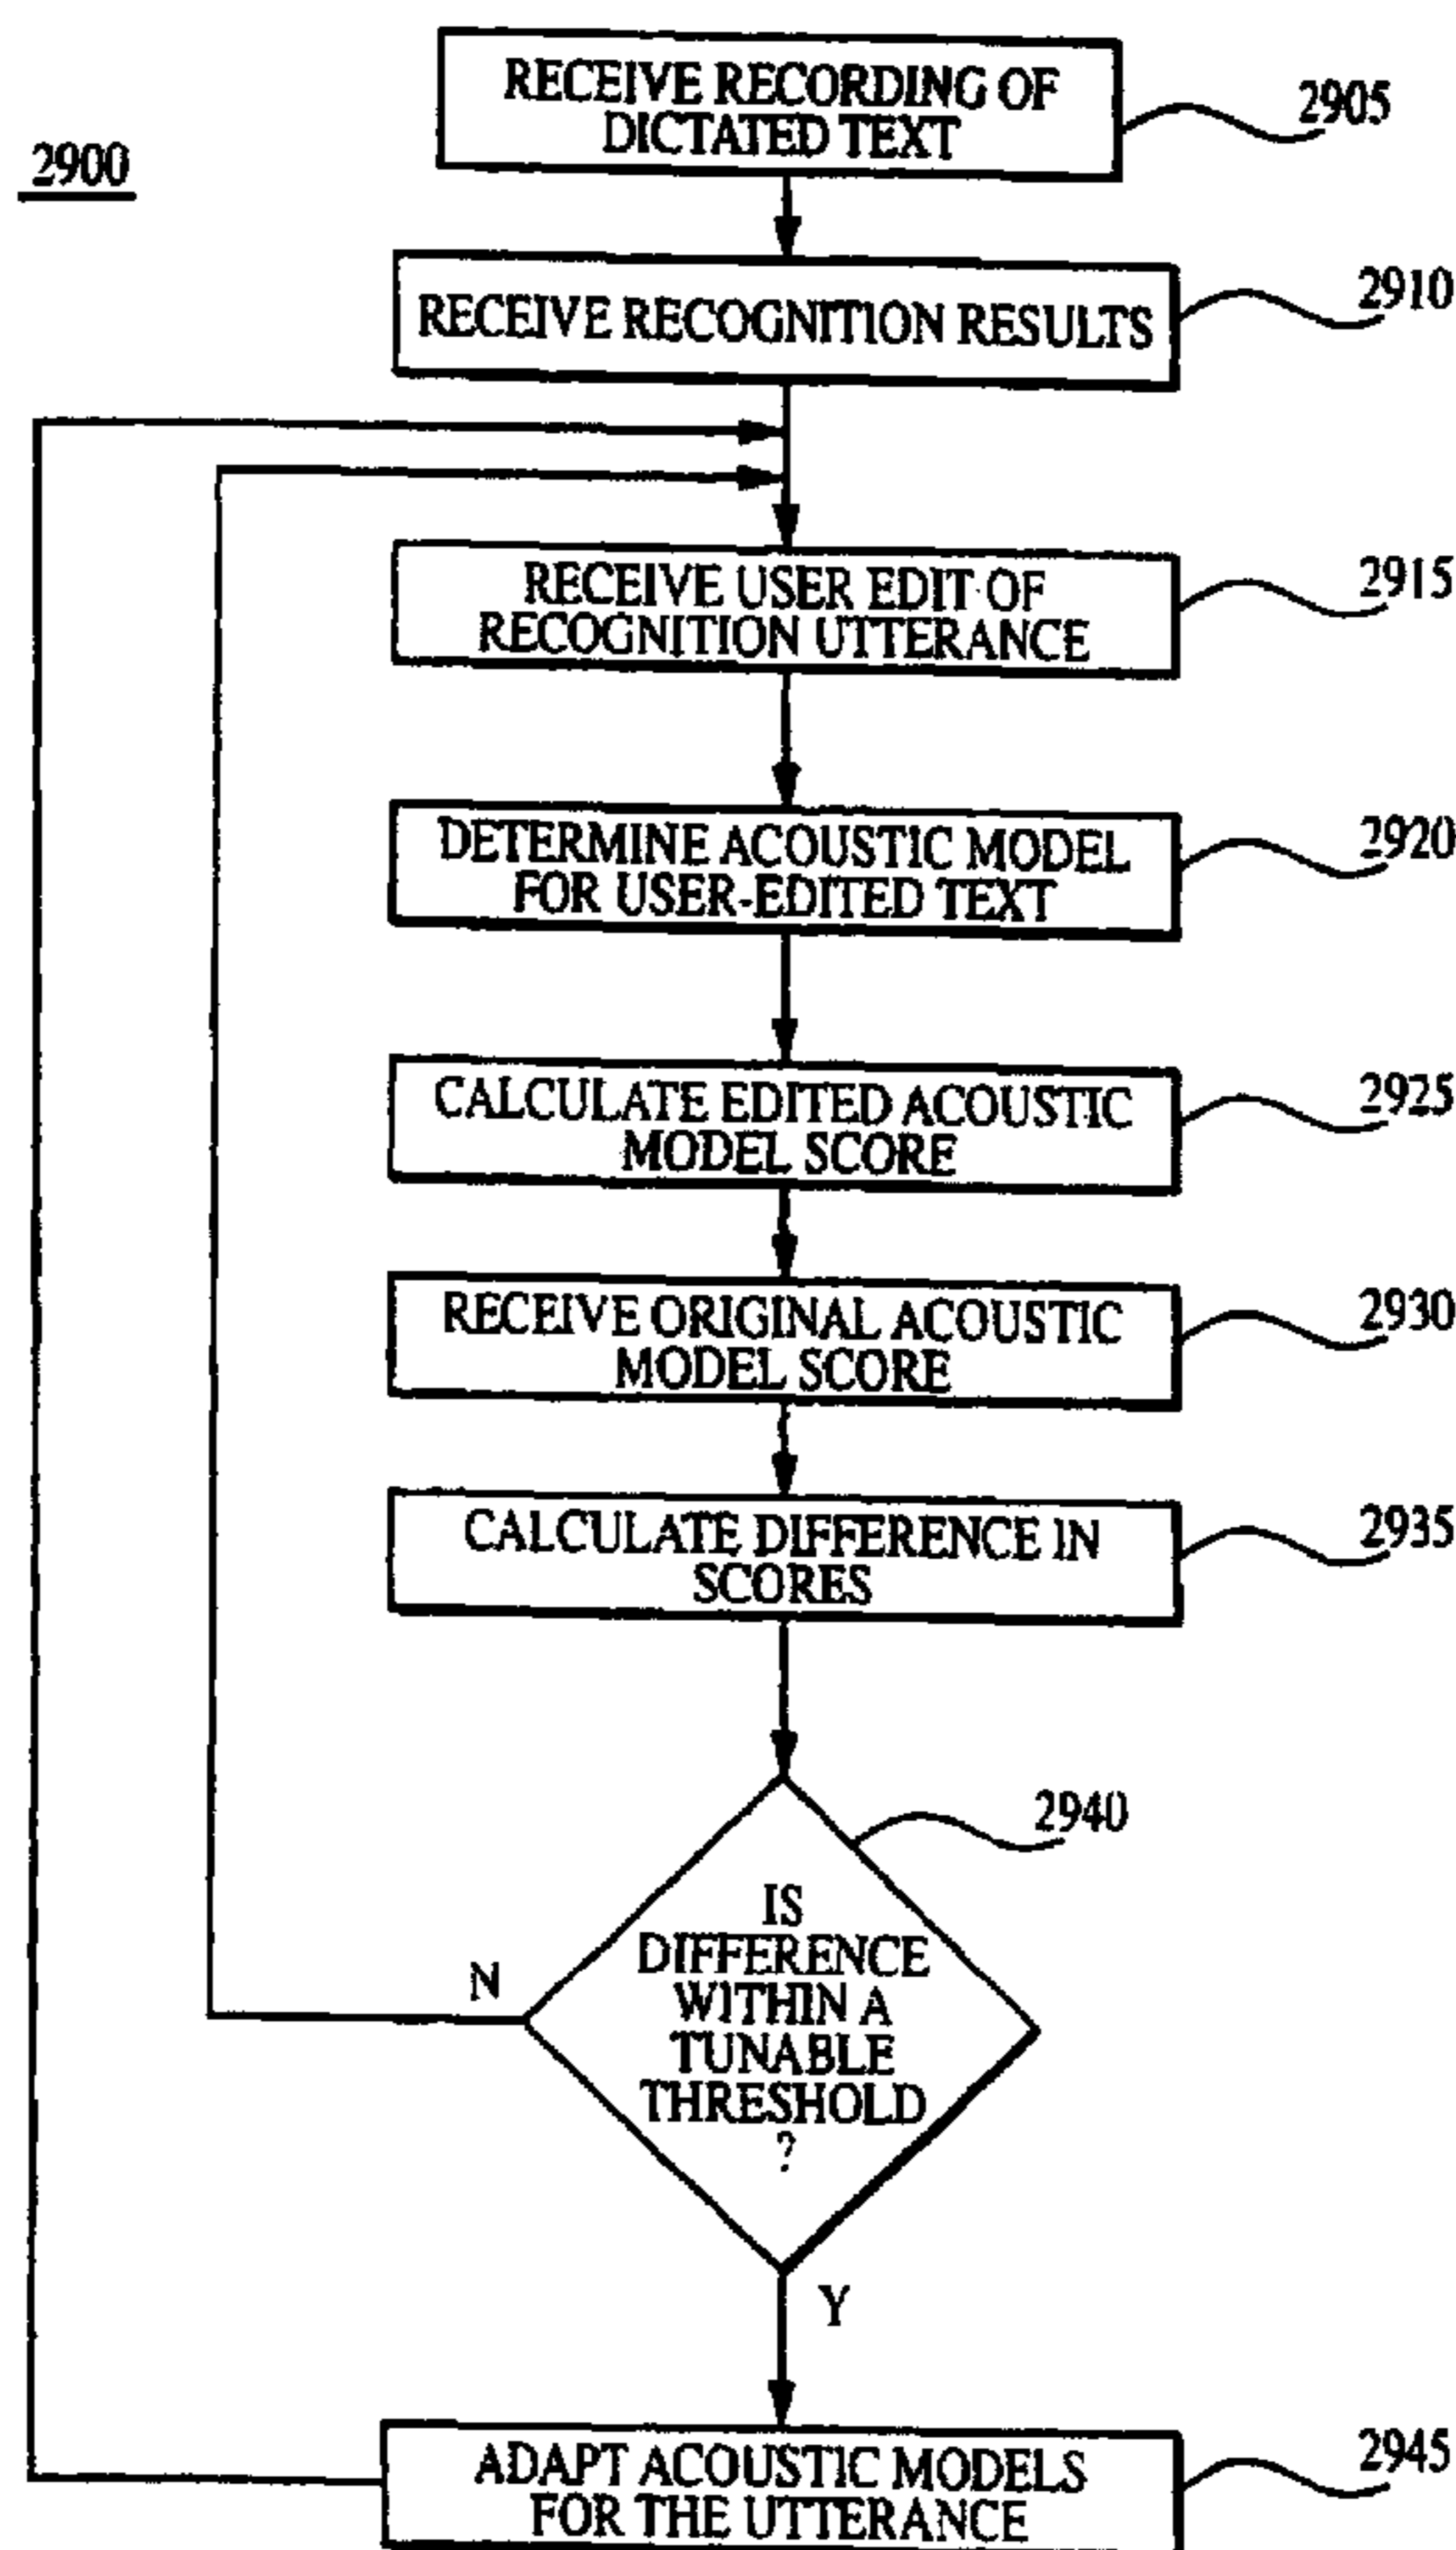 RECEIVE RECORDING OF
DICTATED TEXT
2905
2900
RECEIVE RECOGNITION RESULTS
2910
RECEIVE USER EDIT OF
RECOGNITION UTTERANCE
2915
DETERMINE ACOUSTIC MODEL
FOR USER-EDITED TEXT
2920
CALCULATE EDITED ACOUSTIC
MODEL SCORE
2925
RECEIVE ORIGINAL ACOUSTIC
MODEL SCORE
2930
CALCULATE DIFFERENCE IN
SCORES
2935
2940
IS
DIFFERENCE
WITHIN A
TUNABLE
THRESHOLD
?
N
Y
ADAPT ACOUSTIC MODELS
FOR THE UTTERANCE
2945